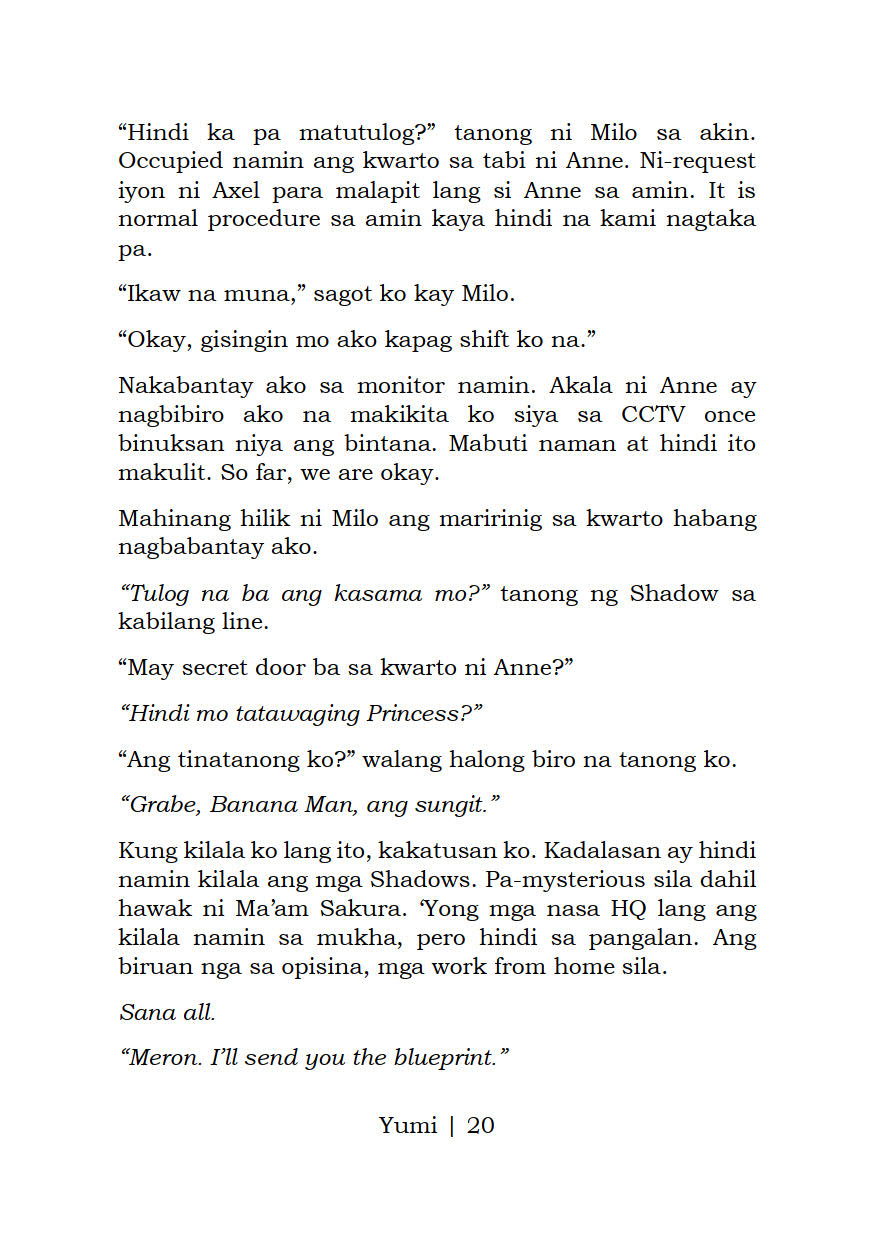 “Hindi ka pa matutulog?” tanong ni Milo sa akin.
Occupied namin ang kwarto sa tabi ni Anne. Ni-request
iyon ni Axel para malapit lang si Anne sa amin. It is
normal procedure sa amin kaya hindi na kami nagtaka
pa.
“Ikaw na muna,” sagot ko kay Milo.
“Okay, gisingin mo ako kapag shift ko na.”
Nakabantay ako sa monitor namin. Akala ni Anne ay
nagbibiro ako na makikita ko siya sa CCTV once
binuksan niya ang bintana. Mabuti naman at hindi ito
makulit. So far, we are okay.
Mahinang hilik ni Milo ang maririnig sa kwarto habang
nagbabantay ako.
“Tulog na ba ang kasama mo?” tanong ng Shadow sa
kabilang line.
“May secret door ba sa kwarto ni Anne?”
“Hindi mo tatawaging Princess?”
“Ang tinatanong ko?” walang halong biro na tanong ko.
“Grabe, Banana Man, ang sungit.”
Kung kilala ko lang ito, kakatusan ko. Kadalasan ay hindi
namin kilala ang mga Shadows. Pa-mysterious sila dahil
hawak ni Ma’am Sakura. ‘Yong mga nasa HQ lang ang
kilala namin sa mukha, pero hindi sa pangalan. Ang
biruan nga sa opisina, mga work from home sila.
Sana all.
“Meron. I’ll send you the blueprint.”
Yumi | 20